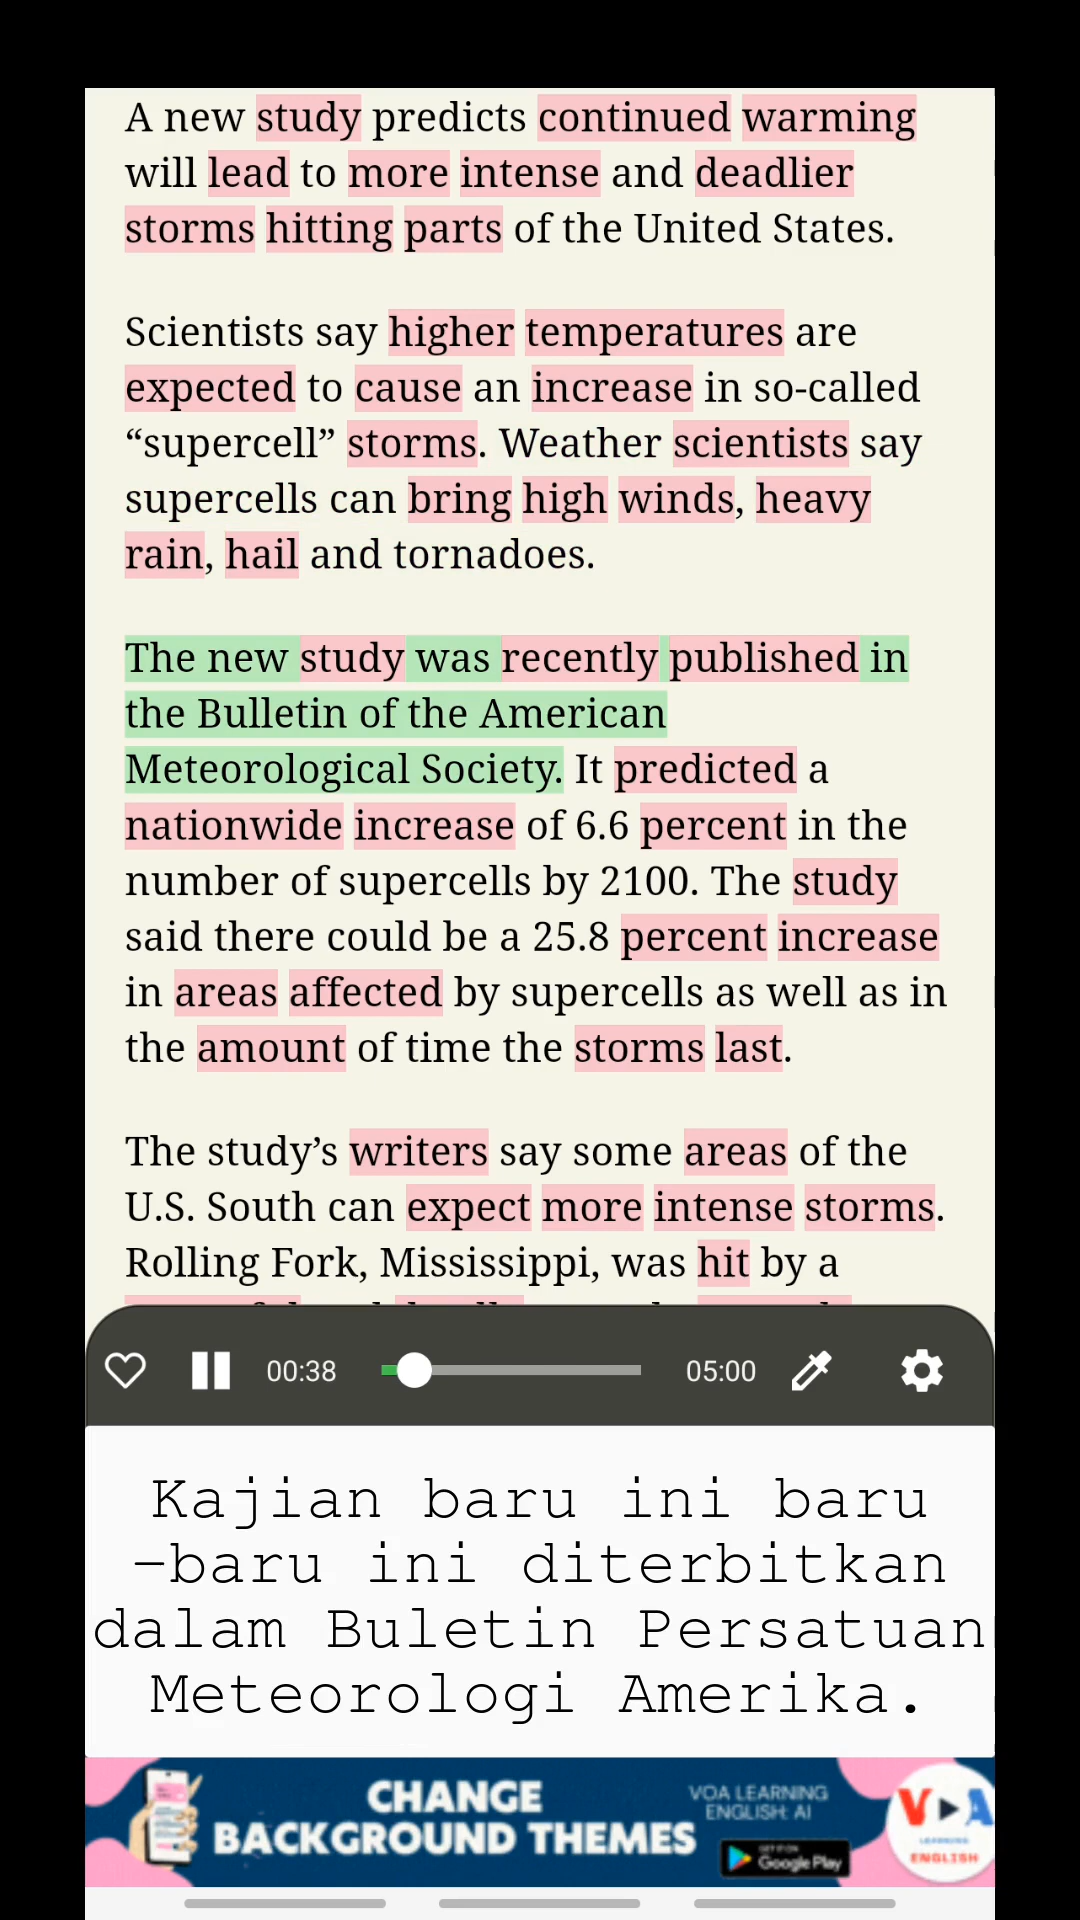 A new study predicts continued warming
will lead to more intense and deadlier
storms hitting parts of the United States.
Scientists say higher temperatures are
expected to cause an increase in so-called
“supercell” storms. Weather scientists say
supercells can bring high winds, heavy
rain, hail and tornadoes.
The new study was recently published in
the Bulletin of the American
Meteorological Society. It predicted a
nationwide increase of 6.6 percent in the
number of supercells by 2100. The study
said there could be a 25.8 percent increase
in areas affected by supercells as well as in
the amount of time the storms last.
The study’s writers say some areas of the
U.S. South can expect more intense storms.
Rolling Fork, Mississippi, was hit by a
00:38
05:00
Kajian baru ini baru
-baru ini diterbitkan
dalam Buletin Persatuan
Meteorologi Amerika.
CHANGE
BACKGROUND THEMES
VOA LEARNING
ENGLISH: AI
GET IT ON
Google Play
VOA
LEARNING
ENGLISH